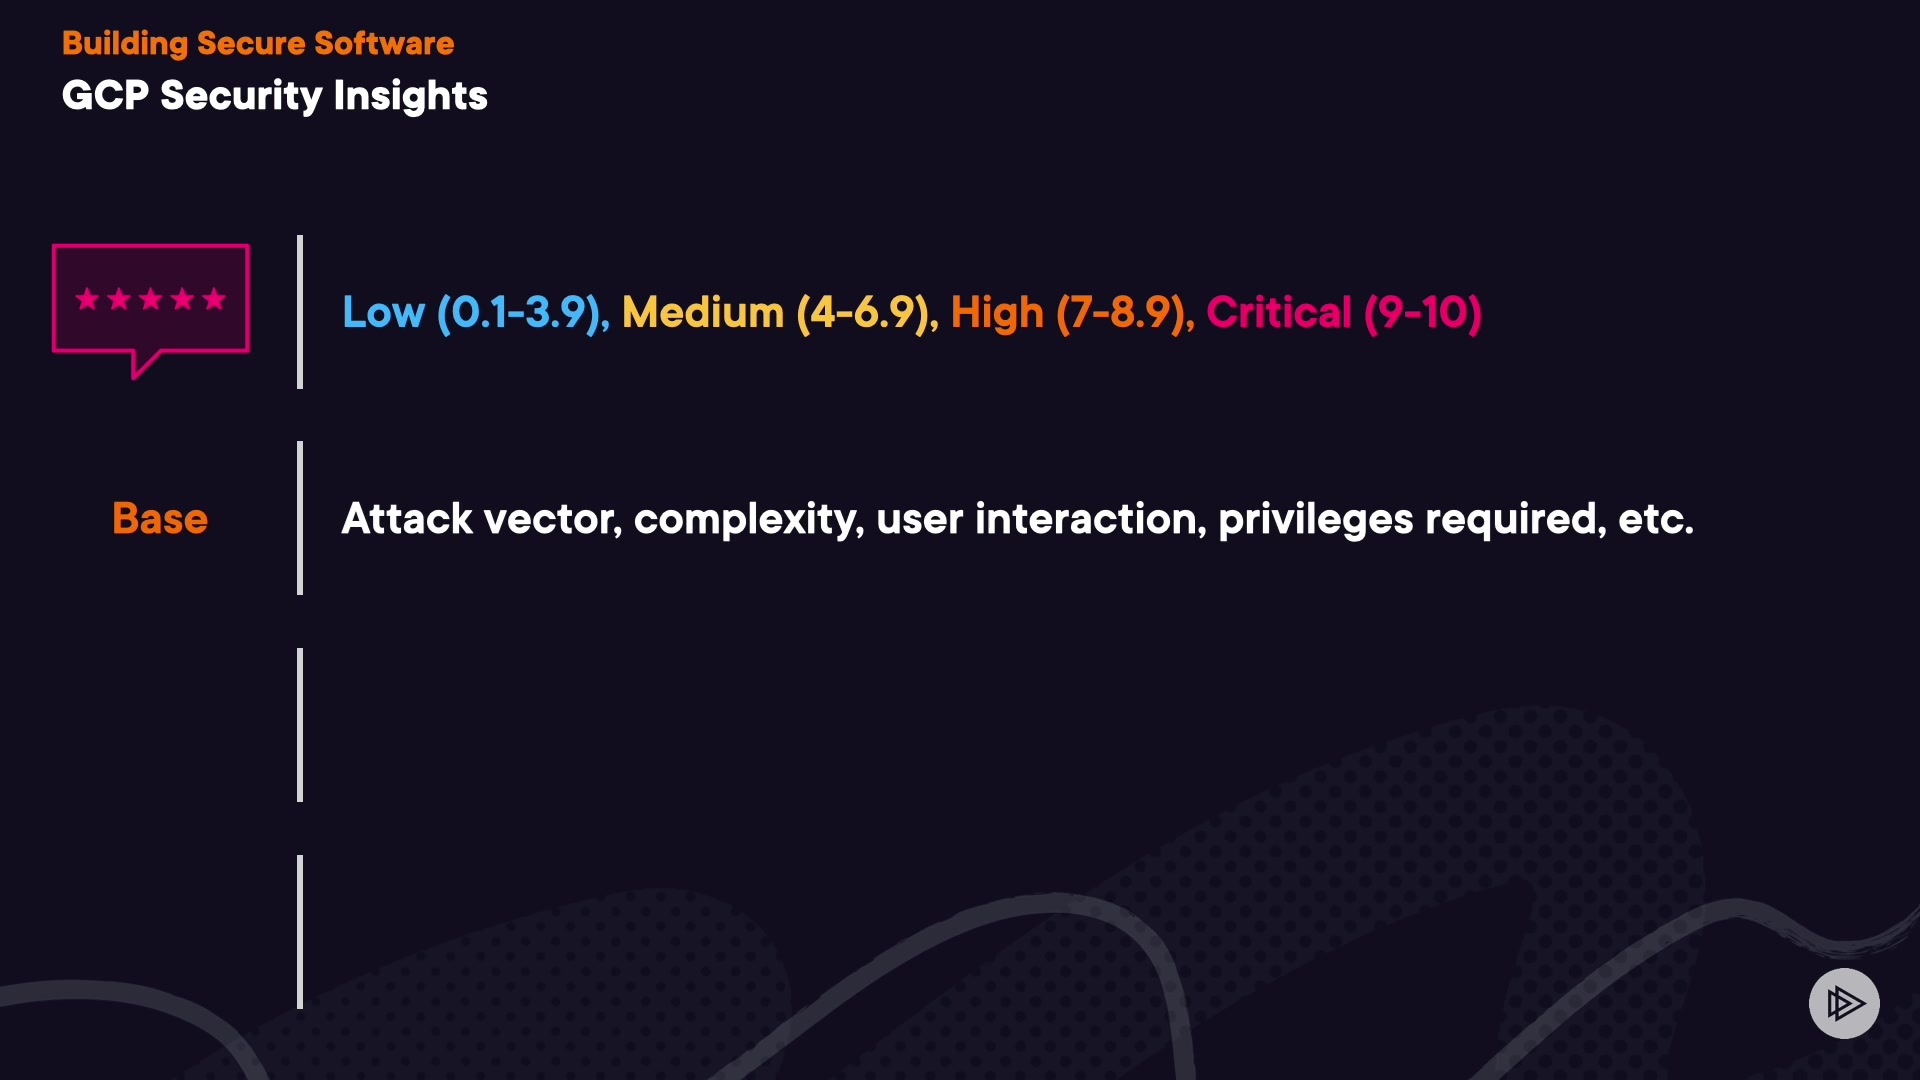 Building Secure Software
GCP Security Insights
Low (0.1-3.9), Medium (4-6.9), High (7-8.9), Critical (9-10)
Base
Attack vector, complexity, user interaction, privileges required, etc.